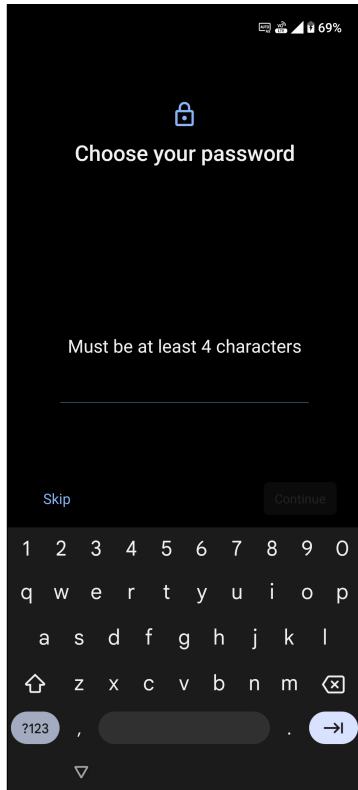 69%
Choose your password
Must be at least 4 characters
Skip Continue
1 2 3 4 5 6 7 8 9 0
q w e r t y u i o p
a s d f g h j k l
z x c v b n m
?123 , .